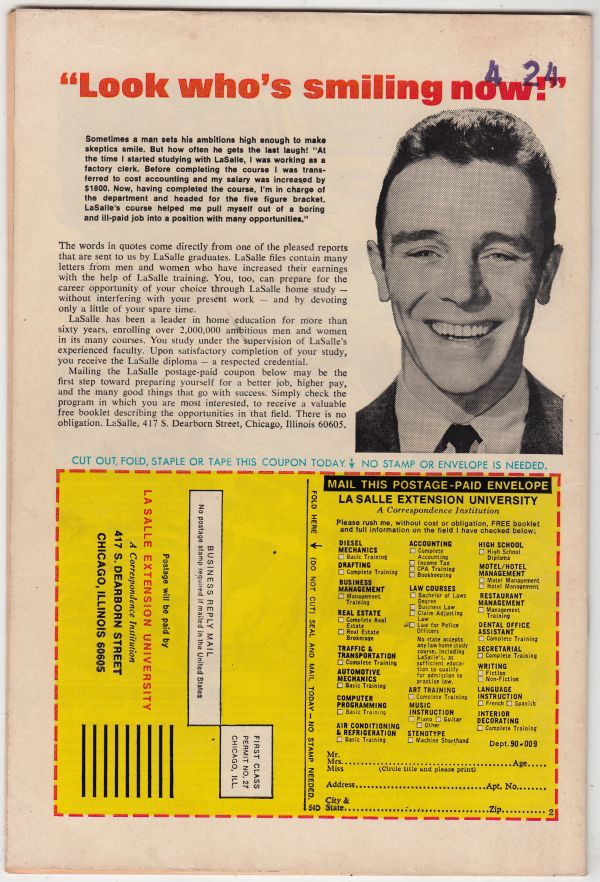 4 24
“Look who’s smiling now!”
Sometimes a man sets his ambitions high enough to make
skeptics smile. But how often he gets the last laugh! "At
the time I started studying with LaSalle, I was working as a
factory clerk. Before completing the course I was trans-
ferred to cost accounting and my salary was increased by
$1800. Now, having completed the course, I'm in charge of
the department and headed for the five figure bracket.
LaSalle's course helped me pull myself out of a boring
and ill-paid job into a position with many opportunities."
The words in quotes come directly from one of the pleased reports
that are sent to us by LaSalle graduates. LaSalle files contain many
letters from men and women who have increased their earnings
with the help of LaSalle training. You, too, can prepare for the
career opportunity of your choice through LaSalle home study —
without interfering with your present work — and by devoting
only a little of your spare time.
LaSalle has been a leader in home education for more than
sixty years, enrolling over 2,000,000 ambitious men and women
in its many courses. You study under the supervision of LaSalle's
experienced faculty. Upon satisfactory completion of your study,
you receive the LaSalle diploma — a respected credential.
Mailing the LaSalle postage-paid coupon below may be the
first step toward preparing yourself for a better job, higher pay,
and the many good things that go with success. Simply check the
program in which you are most interested, to receive a valuable
free booklet describing the opportunities in that field. There is no
obligation. LaSalle, 417 S. Dearborn Street, Chicago, Illinois 60605.
CUT OUT, FOLD, STAPLE OR TAPE THIS COUPON TODAY. NO STAMP OR ENVELOPE IS NEEDED.
BUSINESS REPLY MAIL
No postage stamp required if mailed in the United States
FIRST CLASS
PERMIT NO. 27
CHICAGO, ILL.
Postage will be paid by
LA SALLE EXTENSION UNIVERSITY
A Correspondence Institution
417 S. DEARBORN STREET
CHICAGO, ILLINOIS 60605
FOLD HERE (DO NOT CUT) SEAL AND MAIL TODAY — NO STAMP NEEDED.
54D
MAIL THIS POSTAGE-PAID ENVELOPE
LA SALLE EXTENSION UNIVERSITY
A Correspondence Institution
Please rush me, without cost or obligation, FREE booklet
and full information on the field I have checked below:
DIESEL
MECHANICS
Basic Training
DRAFTING
Complete Training
BUSINESS
MANAGEMENT
Management
Training
REAL ESTATE
Complete Real
Estate
Real Estate
Brokerage
TRAFFIC &
TRANSPORTATION
Complete Training
AUTOMOTIVE
MECHANICS
Basic Training
COMPUTER
PROGRAMMING
Basic Training
AIR CONDITIONING
& REFRIGERATION
Basic Training
ACCOUNTING
Complete
Accounting
Income Tax
CPA Training
Bookkeeping
LAW COURSES
Bachelor of Laws
Degree
Business Law
Claim Adjusting
Law
Law for Police
Officers
No state accepts
any law home study
course, including
LaSalle's, as
sufficient educa-
tion to qualify
for admission to
practice law.
ART TRAINING
Complete Training
MUSIC
INSTRUCTION
Piano Guitar
Other
STENOTYPE
Machine Shorthand
HIGH SCHOOL
High School
Diploma
MOTEL/HOTEL
MANAGEMENT
Motel Management
Hotel Management
RESTAURANT
MANAGEMENT
Management
Training
DENTAL OFFICE
ASSISTANT
Complete Training
SECRETARIAL
Complete Training
WRITING
Fiction
Non-Fiction
LANGUAGE
INSTRUCTION
French Spanish
INTERIOR
DECORATING
Complete Training
Dept. 90-009
Mr.
Mrs. Age
Miss (Circle title and please print)
Address Apt. No.
City &
State Zip 2